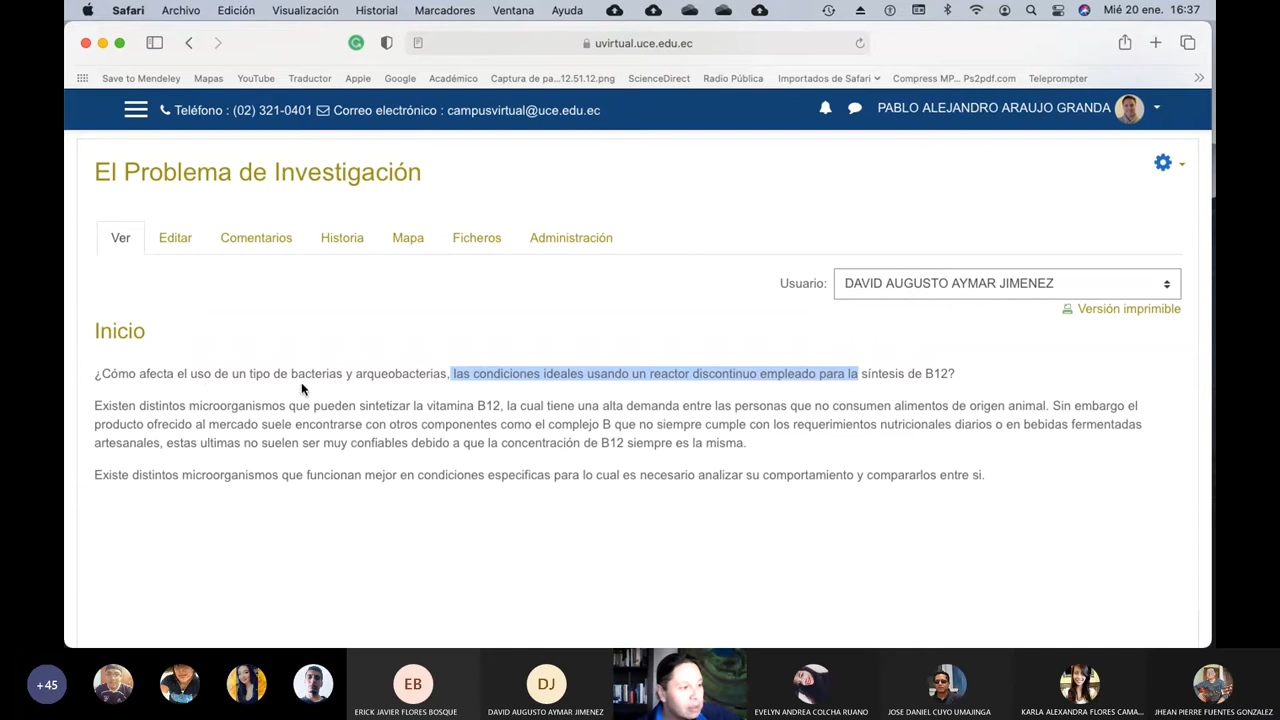 Safari Archivo Edición Visualización Historial Marcadores Ventana Ayuda Mié 20 ene. 16:37
uvirtual.uce.edu.ec
Save to Mendeley Mapas YouTube Traductor Apple Google Académico Captura de pa...12.51.12.png ScienceDirect Radio Pública Importados de Safari Compress MP... Ps2pdf.com Teleprompter
Teléfono : (02) 321-0401 Correo electrónico : campusvirtual@uce.edu.ec PABLO ALEJANDRO ARAUJO GRANDA
El Problema de Investigación
Ver Editar Comentarios Historia Mapa Ficheros Administración
Usuario: DAVID AUGUSTO AYMAR JIMENEZ
Versión imprimible
Inicio
¿Cómo afecta el uso de un tipo de bacterias y arqueobacterias, las condiciones ideales usando un reactor discontinuo empleado para la síntesis de B12?
Existen distintos microorganismos que pueden sintetizar la vitamina B12, la cual tiene una alta demanda entre las personas que no consumen alimentos de origen animal. Sin embargo el
producto ofrecido al mercado suele encontrarse con otros componentes como el complejo B que no siempre cumple con los requerimientos nutricionales diarios o en bebidas fermentadas
artesanales, estas ultimas no suelen ser muy confiables debido a que la concentración de B12 siempre es la misma.
Existe distintos microorganismos que funcionan mejor en condiciones especificas para lo cual es necesario analizar su comportamiento y compararlos entre si.
+45 EB DJ
ERICK JAVIER FLORES BOSQUE DAVID AUGUSTO AYMAR JIMENEZ EVELYN ANDREA COLCHA RUANO JOSE DANIEL CUYO UMAJINGA KARLA ALEXANDRA FLORES CAMA... JHEAN PIERRE FUENTES GONZALEZ